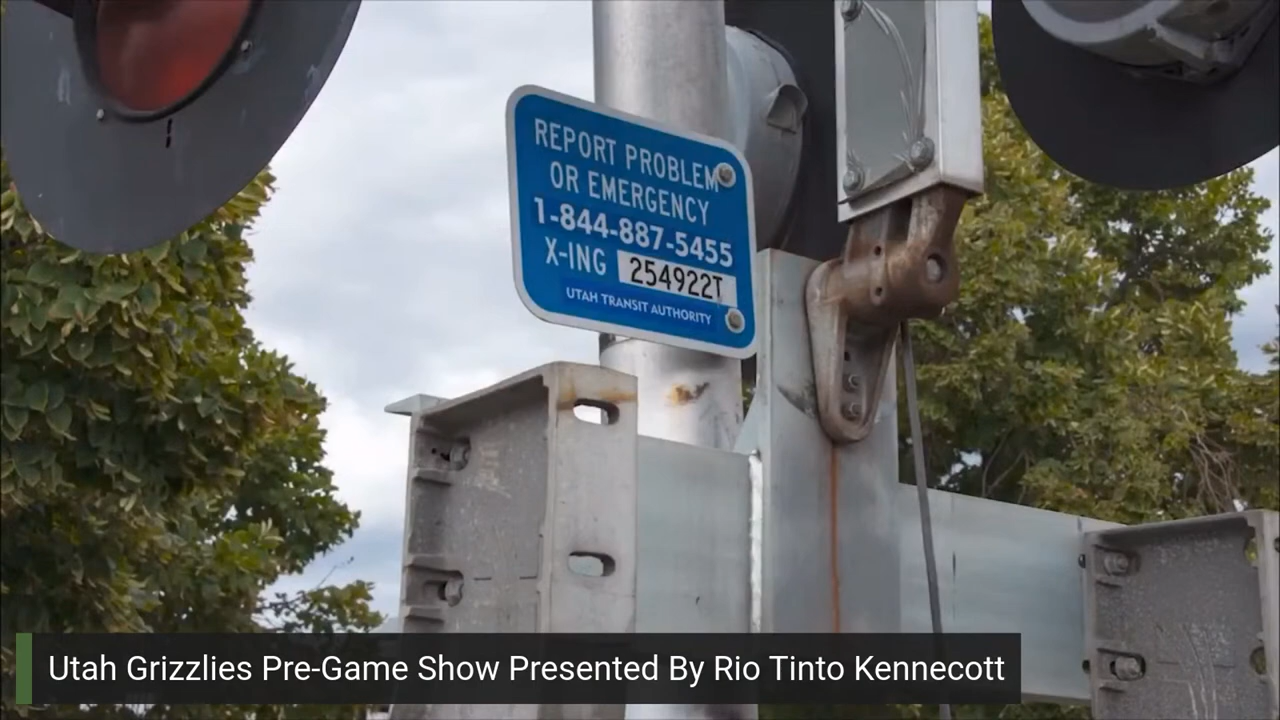 REPORT PROBLEM
OR EMERGENCY
1-844-887-5455
X-ING 254922T
UTAH TRANSIT AUTHORITY
Utah Grizzlies Pre-Game Show Presented By Rio Tinto Kennecott